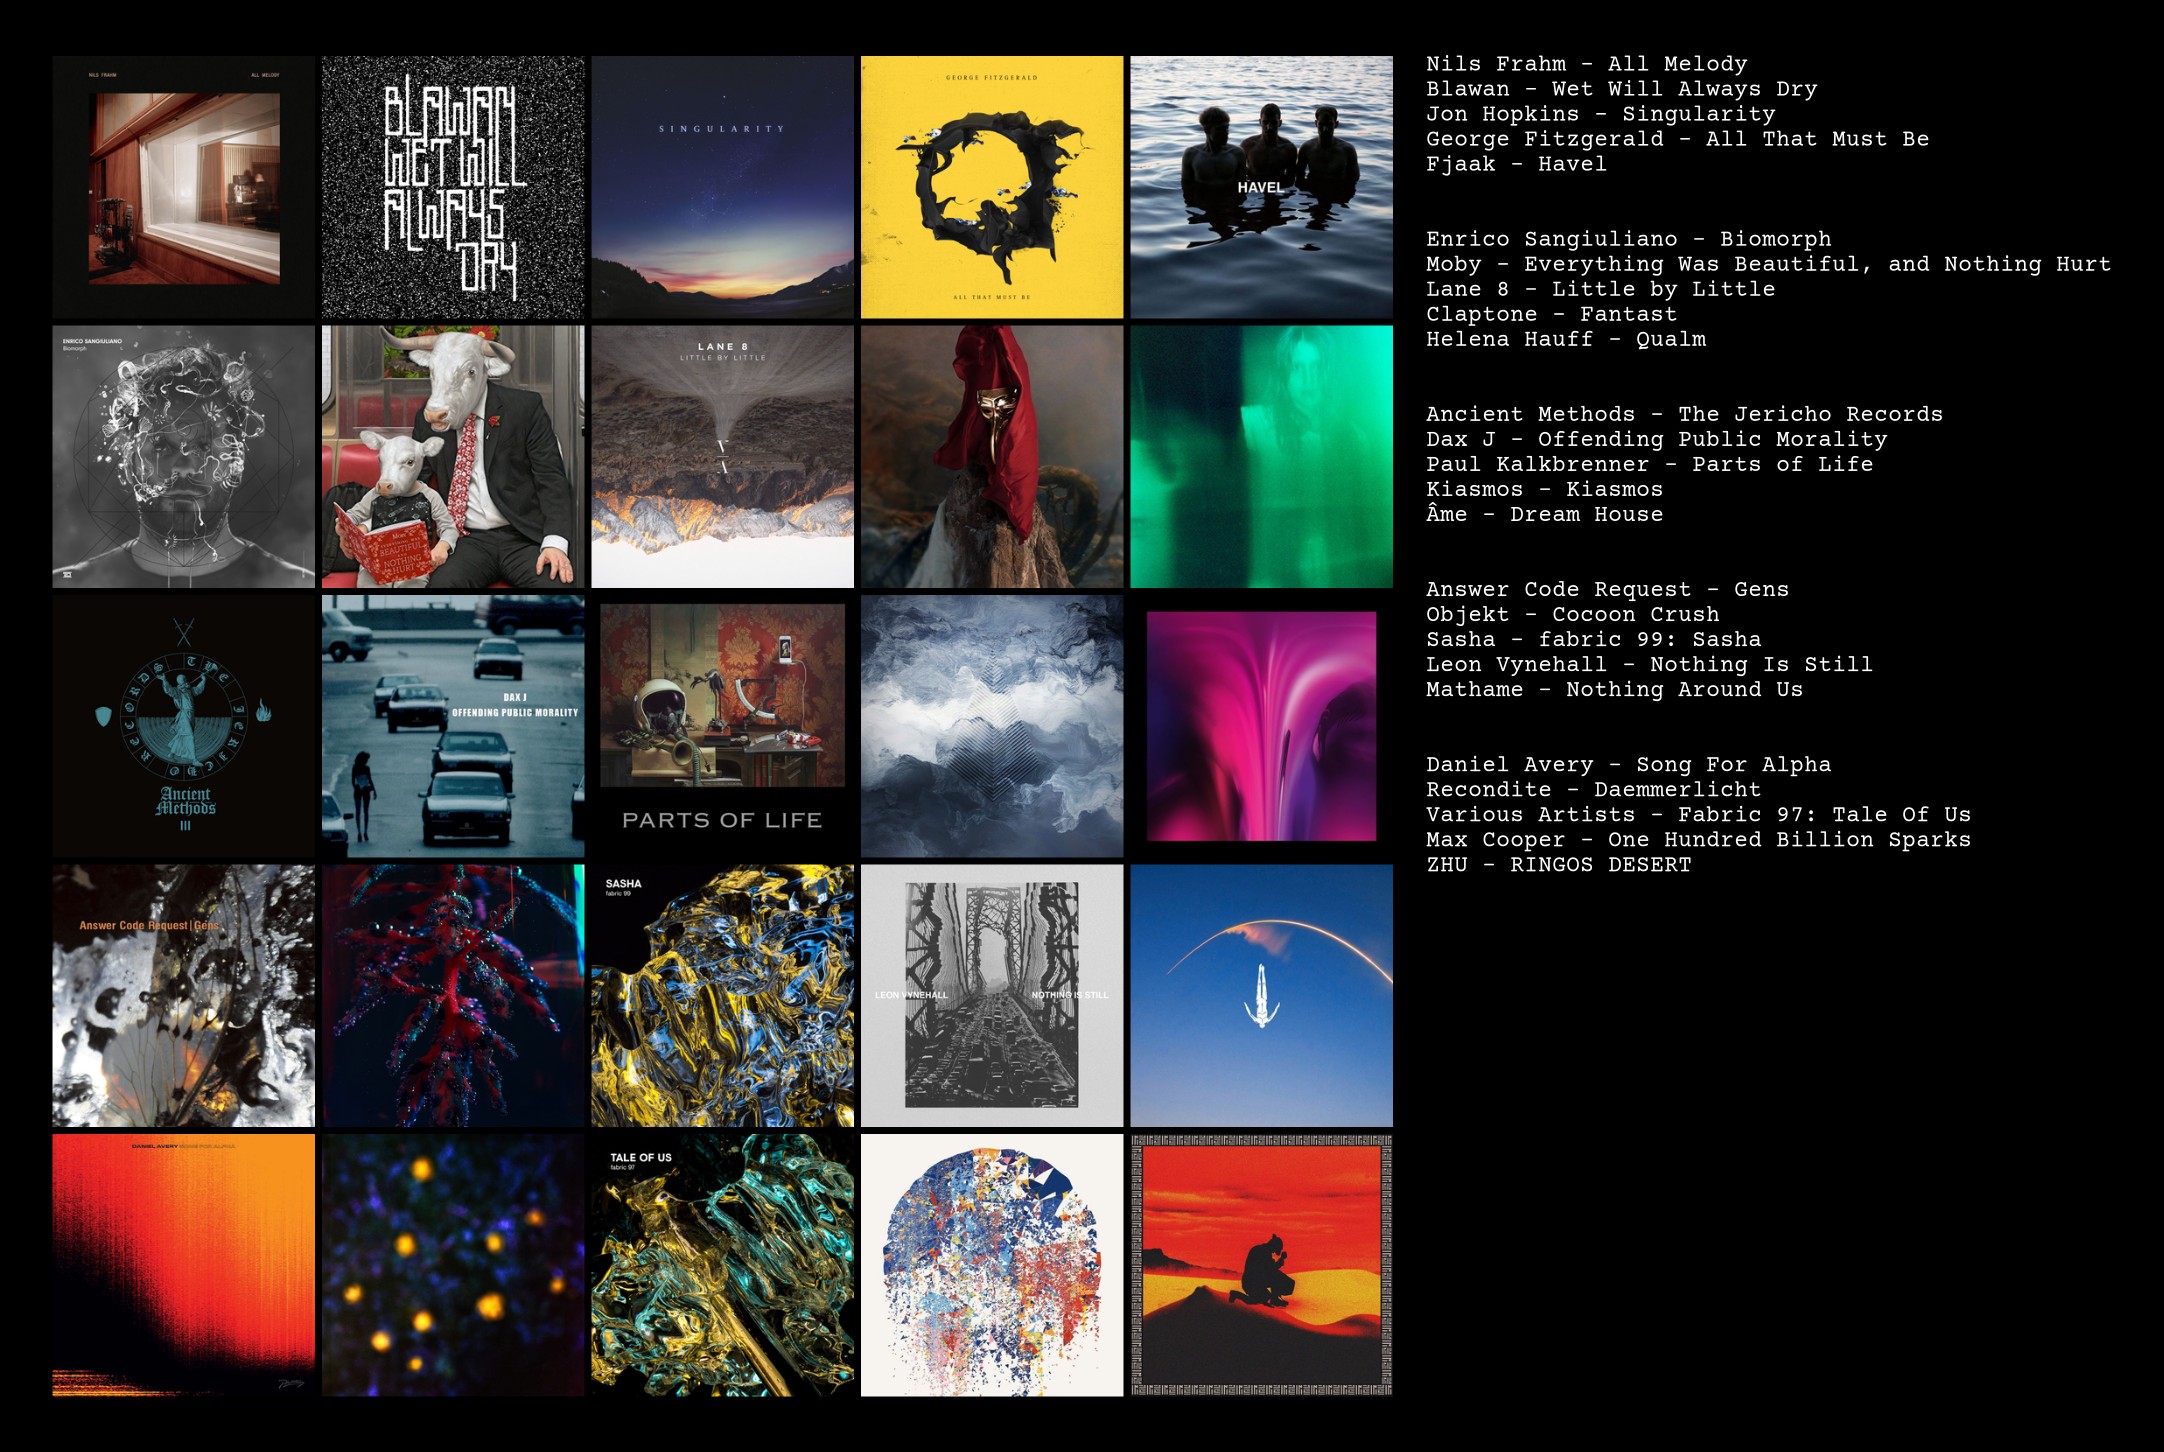 NILS FRAHM ALL MELODY
BLAWAN
WET WILL
ALWAYS
DRY
SINGULARITY
GEORGE FITZGERALD
ALL THAT MUST BE
HAVEL
Nils Frahm - All Melody
Blawan - Wet Will Always Dry
Jon Hopkins - Singularity
George Fitzgerald - All That Must Be
Fjaak - Havel
ENRICO SANGIULIANO
Biomorph
Moby
EVERYTHING WAS
BEAUTIFUL
NOTHING
HURT
LANE 8
LITTLE BY LITTLE
Enrico Sangiuliano - Biomorph
Moby - Everything Was Beautiful, and Nothing Hurt
Lane 8 - Little by Little
Claptone - Fantast
Helena Hauff - Qualm
THE JERICHO RECORDS
Ancient
Methods
III
DAX J
OFFENDING PUBLIC MORALITY
PARTS OF LIFE
Ancient Methods - The Jericho Records
Dax J - Offending Public Morality
Paul Kalkbrenner - Parts of Life
Kiasmos - Kiasmos
Âme - Dream House
Answer Code Request | Gens
SASHA
fabric 99
LEON VYNEHALL NOTHING IS STILL
Answer Code Request - Gens
Objekt - Cocoon Crush
Sasha - fabric 99: Sasha
Leon Vynehall - Nothing Is Still
Mathame - Nothing Around Us
DANIEL AVERY SONG FOR ALPHA
TALE OF US
fabric 97
Daniel Avery - Song For Alpha
Recondite - Daemmerlicht
Various Artists - Fabric 97: Tale Of Us
Max Cooper - One Hundred Billion Sparks
ZHU - RINGOS DESERT